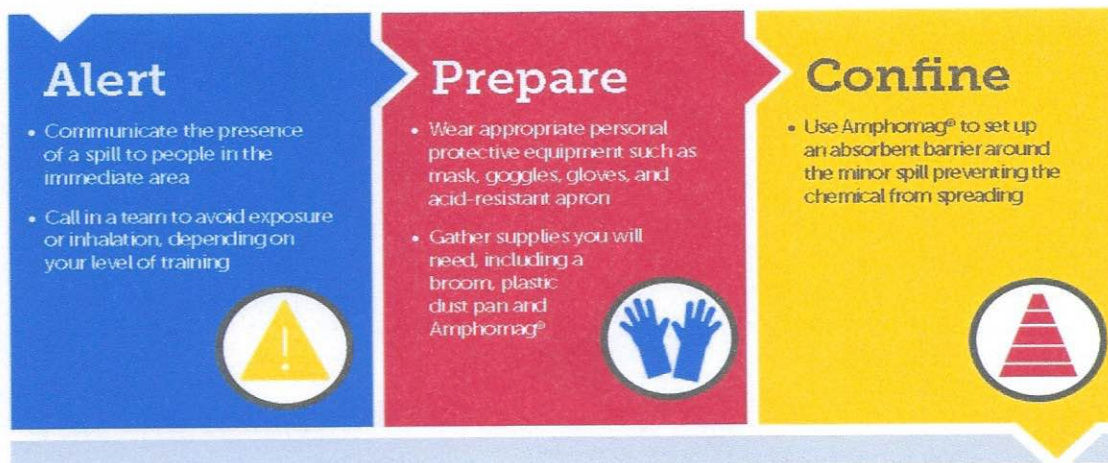 Alert
• Communicate the presence
of a spill to people in the
immediate area
• Call in a team to avoid exposure
or inhalation, depending on
your level of training
Prepare
• Wear appropriate personal
protective equipment such as
mask, goggles, gloves, and
acid-resistant apron
• Gather supplies you will
need, including a
broom, plastic
dust pan and
Amphomag®
Confine
• Use Amphomag® to set up
an absorbent barrier around
the minor spill preventing the
chemical from spreading